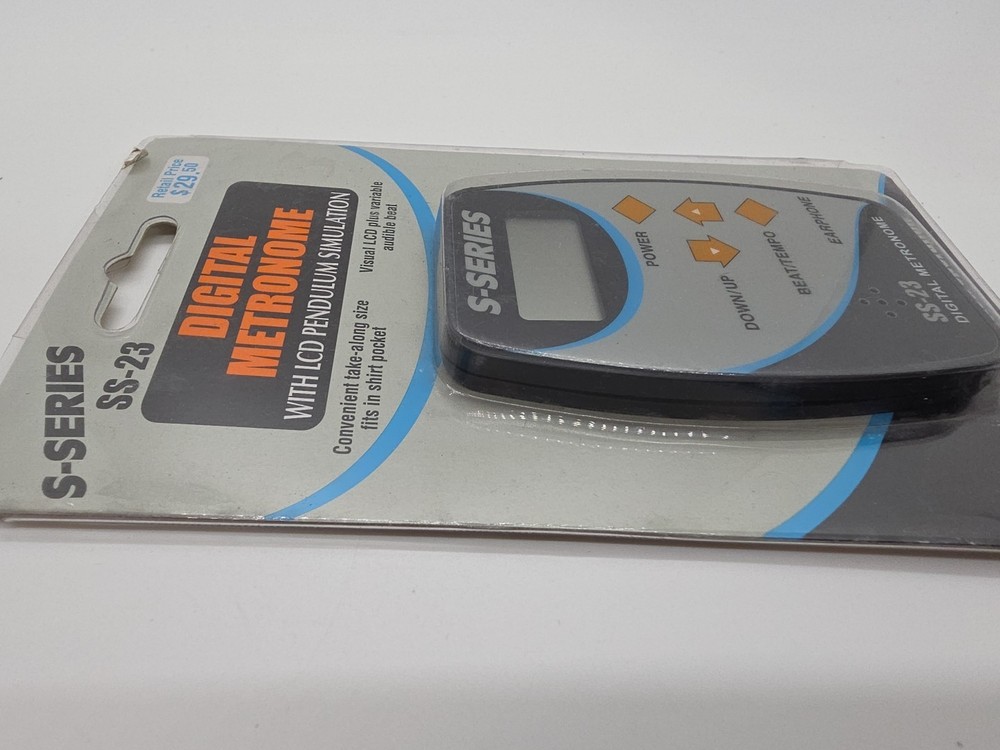 Retail Price
$29.50
S-SERIES
SS-23
DIGITAL
METRONOME
WITH LCD PENDULUM SIMULATION
Convenient take-along size
fits in shirt pocket
Visual LCD plus variable
audible beat
S-SERIES
POWER
DOWN/UP
BEAT/TEMPO
EARPHONE
SS-23
DIGITAL METRONOME